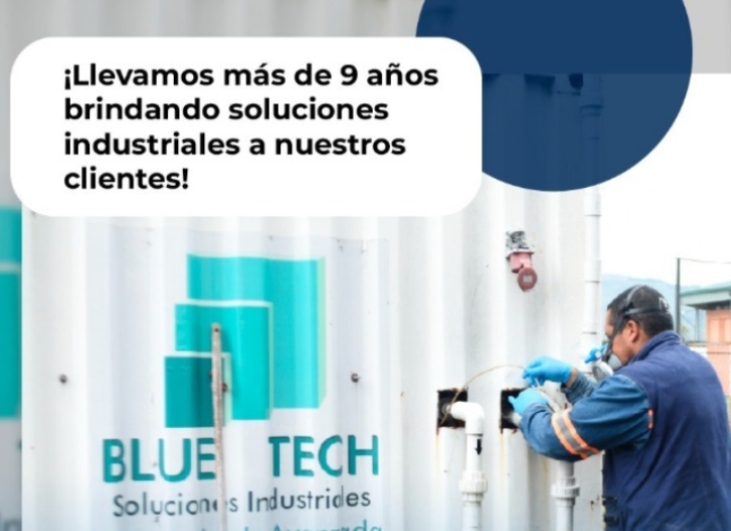 ¡Llevamos más de 9 años
brindando soluciones
industriales a nuestros
clientes!
BLUE TECH
Soluciones Industriales